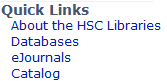 Quick Links
About the HSC Libraries
Databases
eJournals
Catalog